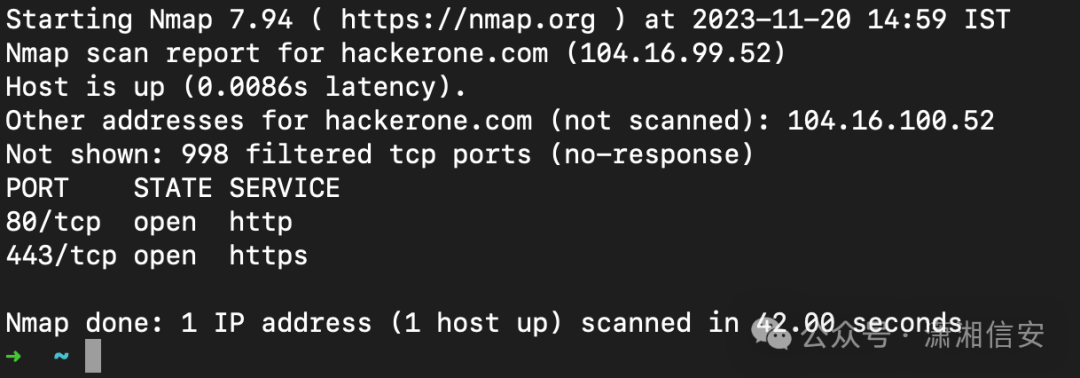 Starting Nmap 7.94 ( https://nmap.org ) at 2023-11-20 14:59 IST
Nmap scan report for hackerone.com (104.16.99.52)
Host is up (0.0086s latency).
Other addresses for hackerone.com (not scanned): 104.16.100.52
Not shown: 998 filtered tcp ports (no-response)
PORT    STATE SERVICE
80/tcp  open  http
443/tcp open  https
Nmap done: 1 IP address (1 host up) scanned in 42.00 seconds
公众号 · 潇湘信安
→ ~